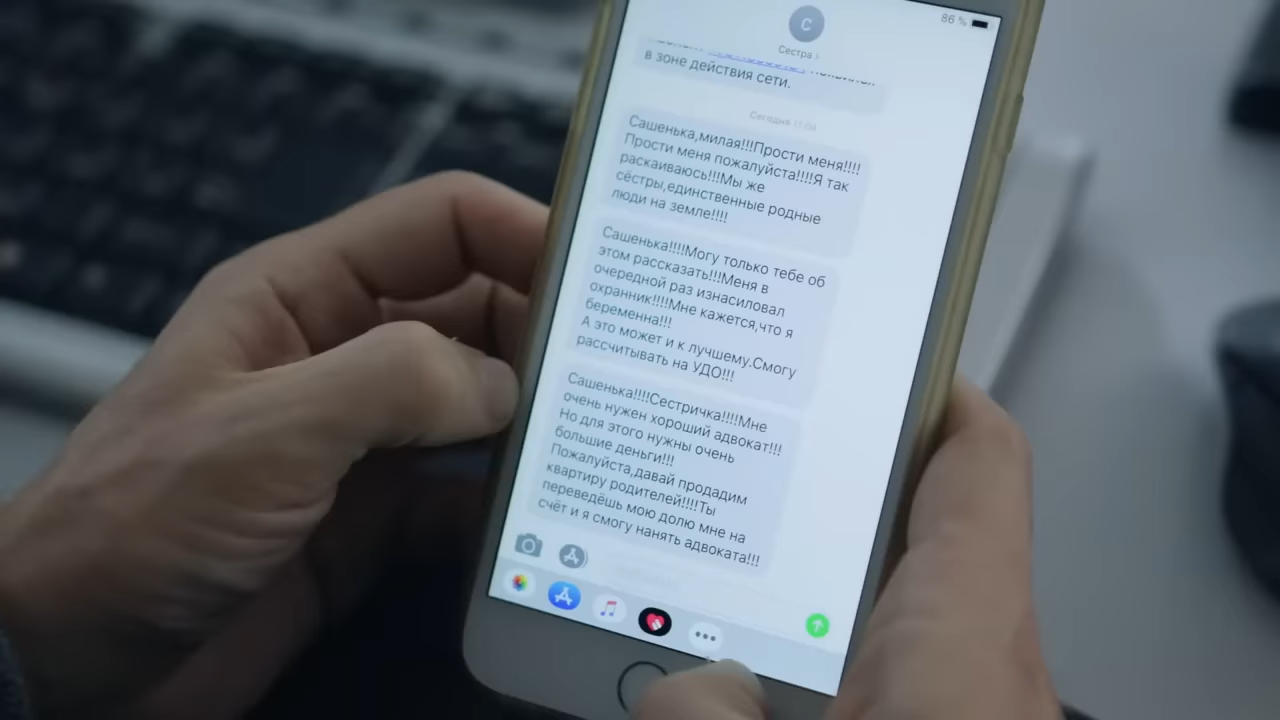 86 %
С
Сестра
в зоне действия сети.
Сегодня 11:04
Сашенька,милая!!!Прости меня!!!!
Прости меня пожалуйста!!!!Я так
раскаиваюсь!!!Мы же
сёстры,единственные родные
люди на земле!!!!
Сашенька!!!!Могу только тебе об
этом рассказать!!!Меня в
очередной раз изнасиловал
охранник!!!!Мне кажется,что я
беременна!!!
А это может и к лучшему.Смогу
рассчитывать на УДО!!!
Сашенька!!!!Сестричка!!!!Мне
очень нужен хороший адвокат!!!
Но для этого нужны очень
большие деньги!!!
Пожалуйста,давай продадим
квартиру родителей!!!!Ты
переведёшь мою долю мне на
счёт и я смогу нанять адвоката!!!